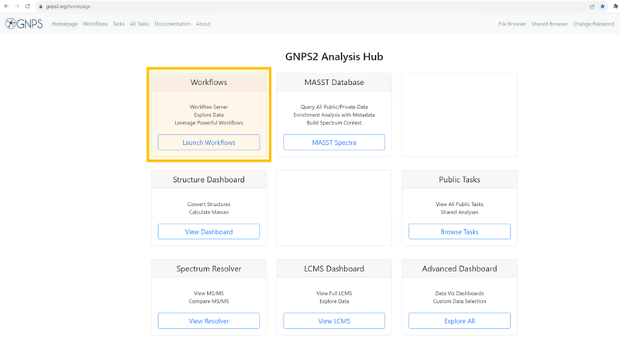 gnps2.org/homepage
GNPS Homepage Workflows Tasks All Tasks Documentation About File Browser Shared Browser Change Password
GNPS2 Analysis Hub
Workflows
Workflow Server
Explore Data
Leverage Powerful Workflows
Launch Workflows
MASST Database
Query All Public/Private Data
Enrichment Analysis with Metadata
Build Spectrum Context
MASST Spectra
Structure Dashboard
Convert Structures
Calculate Masses
View Dashboard
Public Tasks
View All Public Tasks
Shared Analyses
Browse Tasks
Spectrum Resolver
View MS/MS
Compare MS/MS
View Resolver
LCMS Dashboard
View Full LCMS
Explore Data
View LCMS
Advanced Dashboard
Data Viz Dashboards
Custom Data Selection
Explore All